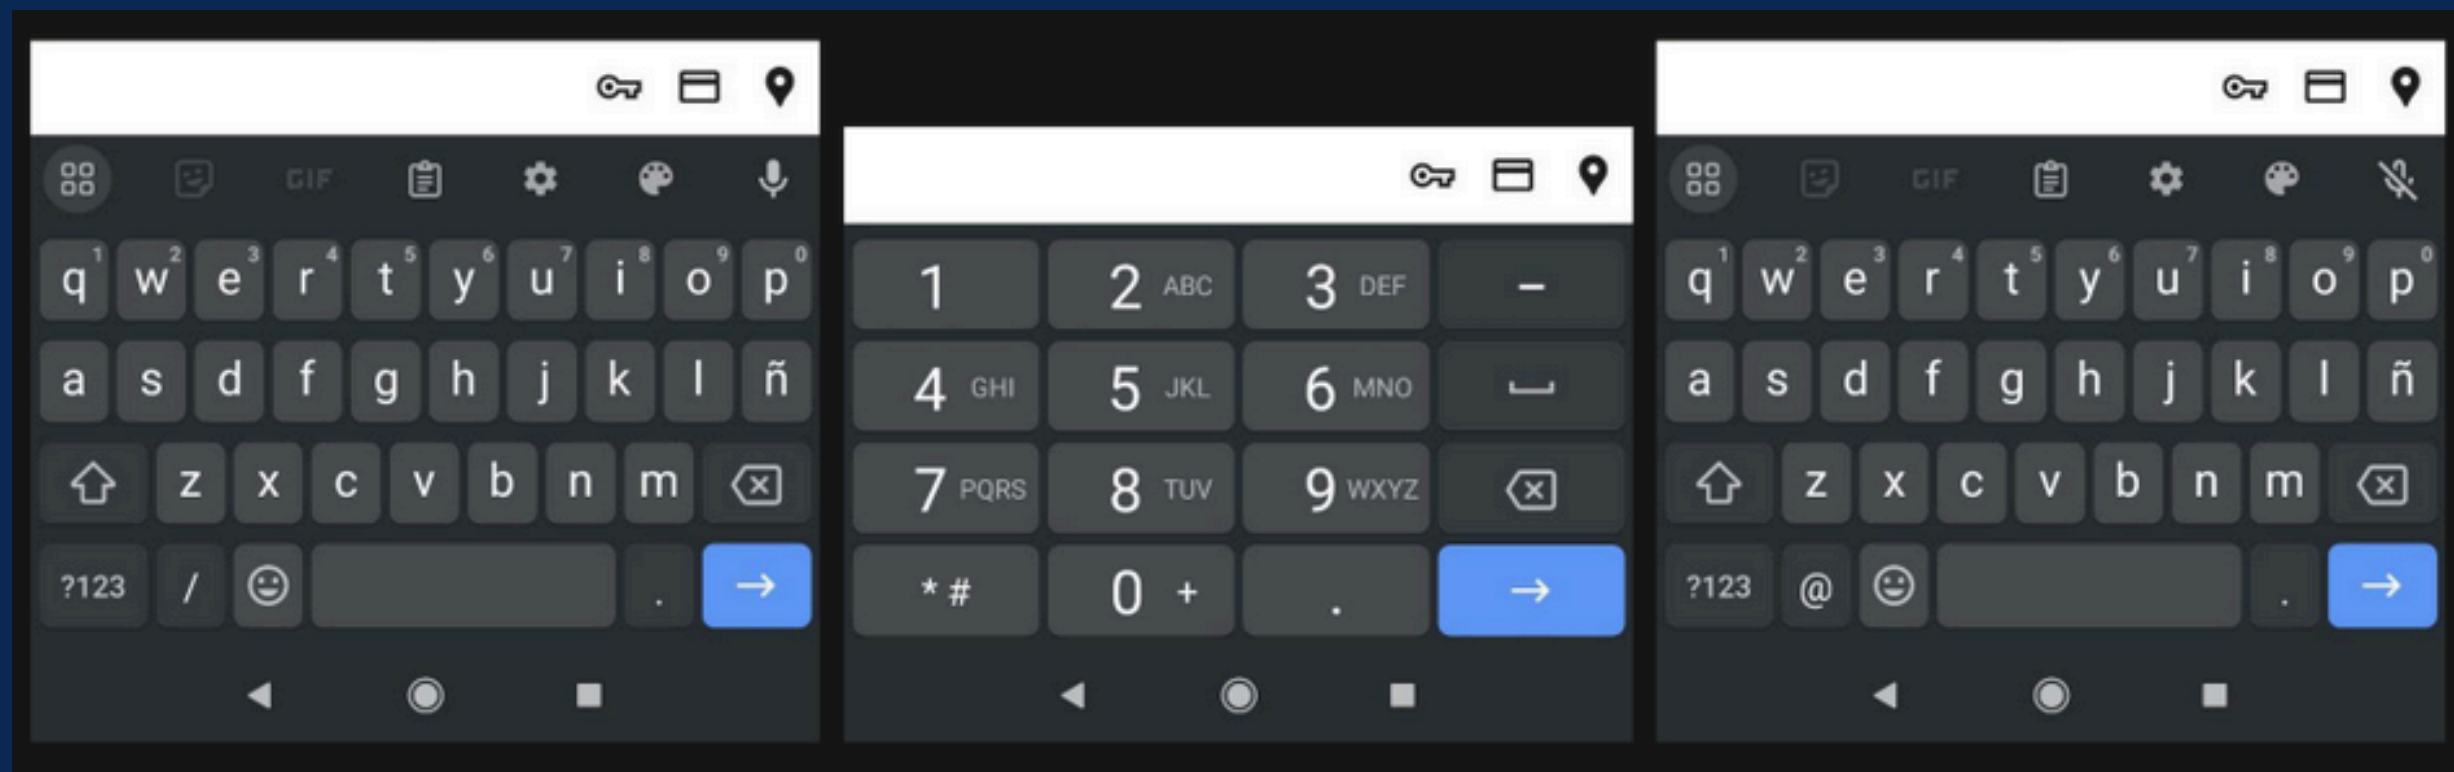 GIF
q1 w2 e3 r4 t5 y6 u7 i8 o9 p0
a s d f g h j k l ñ
z x c v b n m
?123 / .
1 2 ABC 3 DEF -
4 GHI 5 JKL 6 MNO
7 PQRS 8 TUV 9 WXYZ
* # 0 + .
GIF
q1 w2 e3 r4 t5 y6 u7 i8 o9 p0
a s d f g h j k l ñ
z x c v b n m
?123 @ .